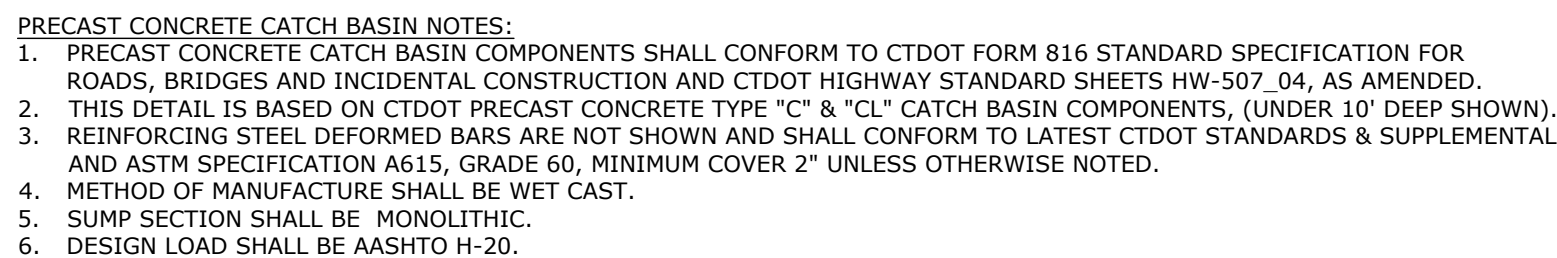 PRECAST CONCRETE CATCH BASIN NOTES:
1. PRECAST CONCRETE CATCH BASIN COMPONENTS SHALL CONFORM TO CTDOT FORM 816 STANDARD SPECIFICATION FOR
ROADS, BRIDGES AND INCIDENTAL CONSTRUCTION AND CTDOT HIGHWAY STANDARD SHEETS HW-507_04, AS AMENDED.
2. THIS DETAIL IS BASED ON CTDOT PRECAST CONCRETE TYPE "C" & "CL" CATCH BASIN COMPONENTS, (UNDER 10' DEEP SHOWN).
3. REINFORCING STEEL DEFORMED BARS ARE NOT SHOWN AND SHALL CONFORM TO LATEST CTDOT STANDARDS & SUPPLEMENTAL
AND ASTM SPECIFICATION A615, GRADE 60, MINIMUM COVER 2" UNLESS OTHERWISE NOTED.
4. METHOD OF MANUFACTURE SHALL BE WET CAST.
5. SUMP SECTION SHALL BE MONOLITHIC.
6. DESIGN LOAD SHALL BE AASHTO H-20.